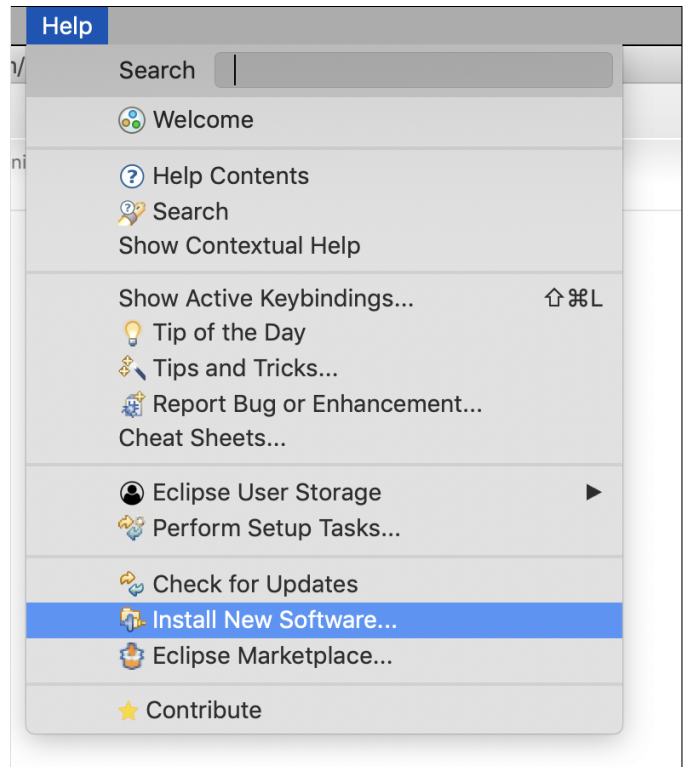 Help
n/
Search
Welcome
ni
Help Contents
Search
Show Contextual Help
Show Active Keybindings... ⇧⌘L
Tip of the Day
Tips and Tricks...
Report Bug or Enhancement...
Cheat Sheets...
Eclipse User Storage
Perform Setup Tasks...
Check for Updates
Install New Software...
Eclipse Marketplace...
Contribute